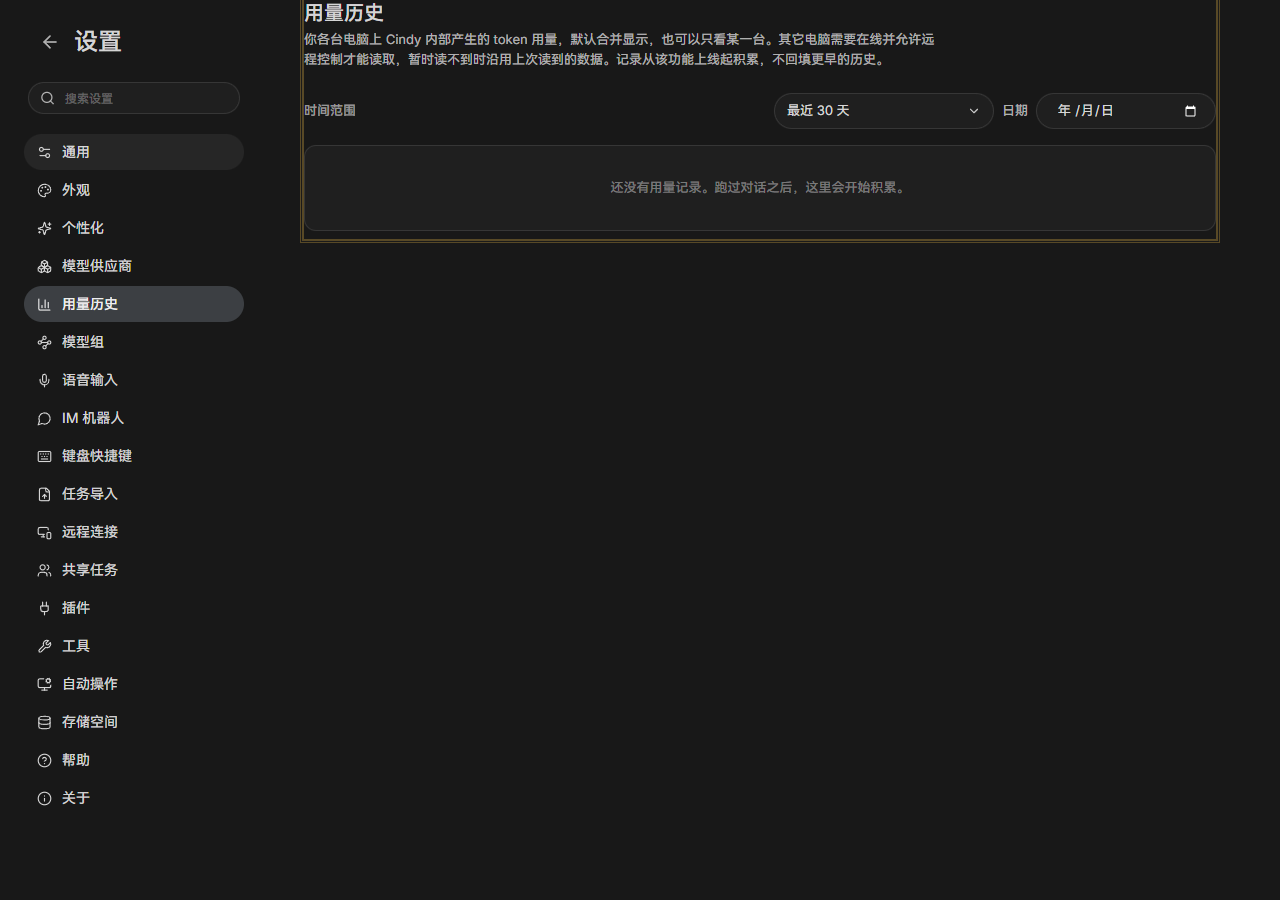 设置
搜索设置
通用
外观
个性化
模型供应商
用量历史
模型组
语音输入
IM 机器人
键盘快捷键
任务导入
远程连接
共享任务
插件
工具
自动操作
存储空间
帮助
关于
用量历史
你各台电脑上 Cindy 内部产生的 token 用量，默认合并显示，也可以只看某一台。其它电脑需要在线并允许远
程控制才能读取，暂时读不到时沿用上次读到的数据。记录从该功能上线起积累，不回填更早的历史。
时间范围
最近 30 天
日期
年 /月/日
还没有用量记录。跑过对话之后，这里会开始积累。